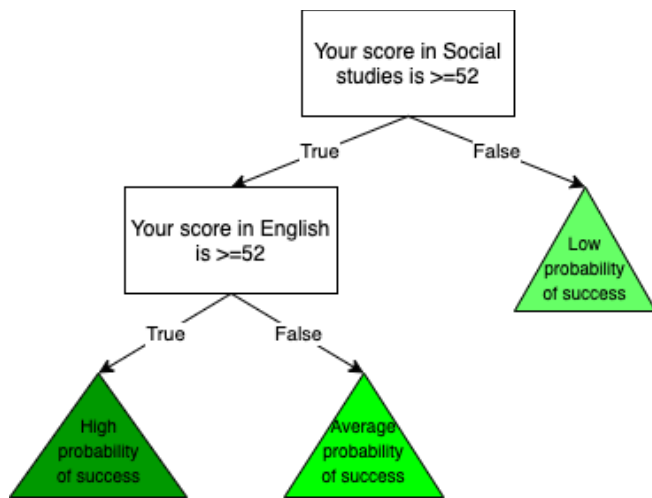 Your score in Social
studies is >=52
True
False
Your score in English
is >=52
Low
probability
of success
True
False
High
probability
of success
Average
probability
of success